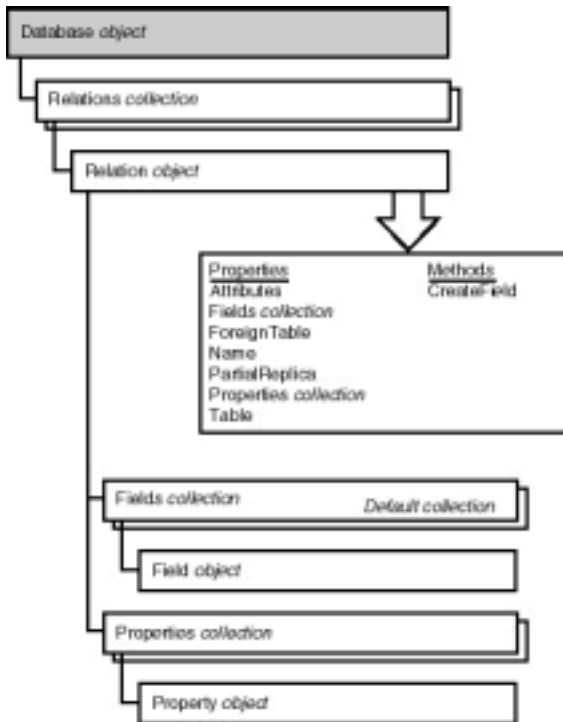 Database object
Relations collection
Relation object
Properties Methods
Attributes CreateField
Fields collection
ForeignTable
Name
PartialReplica
Properties collection
Table
Fields collection Default collection
Field object
Properties collection
Property object